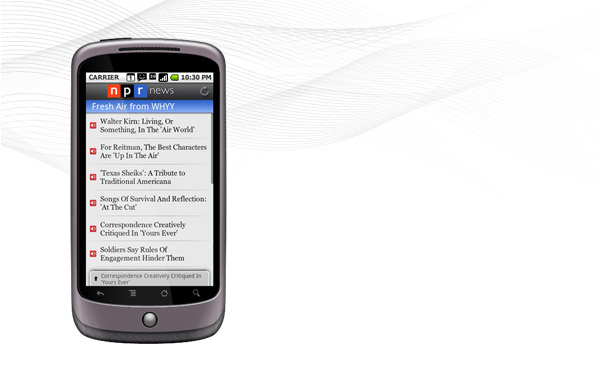 CARRIER 10:30 PM
npr news
Fresh Air from WHYY
Walter Kirn: Living, Or
Something, In The 'Air World'
For Reitman, The Best Characters
Are 'Up In The Air'
'Texas Sheiks': A Tribute to
Traditional Americana
Songs Of Survival And Reflection:
'At The Cut'
Correspondence Creatively
Critiqued In 'Yours Ever'
Soldiers Say Rules Of
Engagement Hinder Them
Correspondence Creatively Critiqued In
'Yours Ever'